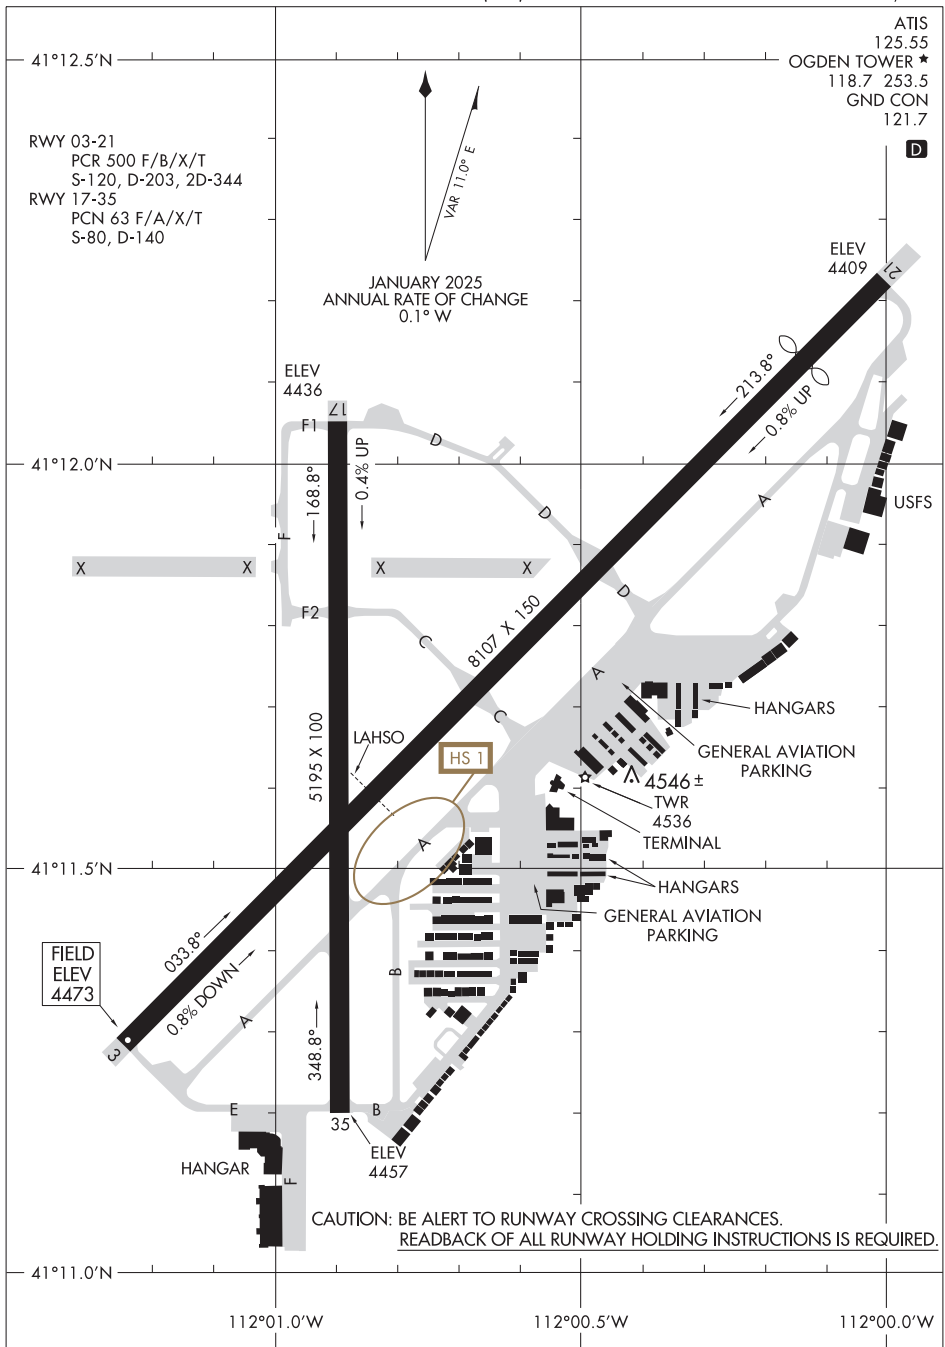 ATIS
125.55
OGDEN TOWER ★
118.7 253.5
GND CON
121.7
D
41°12.5'N
RWY 03-21
PCR 500 F/B/X/T
S-120, D-203, 2D-344
RWY 17-35
PCN 63 F/A/X/T
S-80, D-140
VAR 11.0° E
JANUARY 2025
ANNUAL RATE OF CHANGE
0.1° W
ELEV
4409
21
ELEV
4436
17
F1
D
213.8°
0.8% UP
41°12.0'N
168.8°
0.4% UP
A
USFS
D
F
X
X
X
X
D
F2
8107 X 150
C
A
HANGARS
C
GENERAL AVIATION
PARKING
5195 X 100
LAHSO
HS 1
4546 ±
TWR
4536
TERMINAL
A
41°11.5'N
HANGARS
GENERAL AVIATION
PARKING
033.8°
FIELD
ELEV
4473
0.8% DOWN
B
A
348.8°
3
E
B
35
ELEV
4457
HANGAR
F
CAUTION: BE ALERT TO RUNWAY CROSSING CLEARANCES.
READBACK OF ALL RUNWAY HOLDING INSTRUCTIONS IS REQUIRED.
41°11.0'N
112°01.0'W
112°00.5'W
112°00.0'W